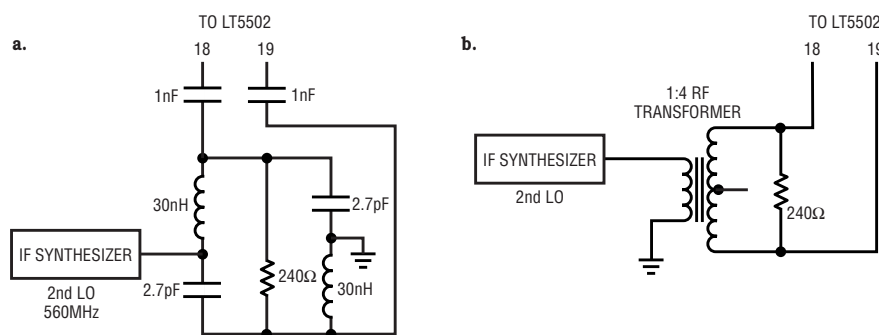 a.
TO LT5502
18 19
1nF 1nF
30nH
2.7pF
IF SYNTHESIZER
2nd LO
560MHz
2.7pF
240Ω
30nH
b.
TO LT5502
18 19
1:4 RF
TRANSFORMER
IF SYNTHESIZER
2nd LO
240Ω